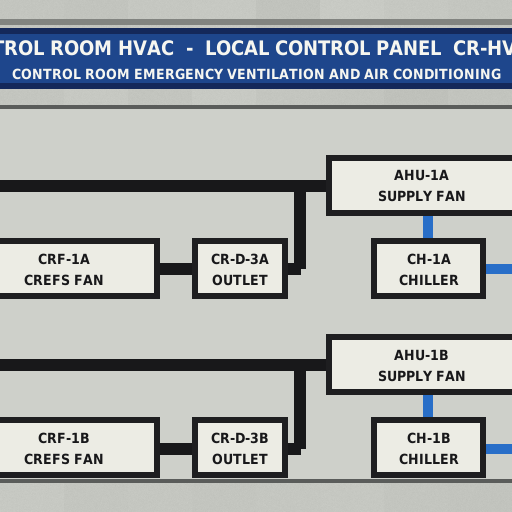 TROL ROOM HVAC - LOCAL CONTROL PANEL CR-HV
CONTROL ROOM EMERGENCY VENTILATION AND AIR CONDITIONING
AHU-1A
SUPPLY FAN
CRF-1A
CREFS FAN
CR-D-3A
OUTLET
CH-1A
CHILLER
AHU-1B
SUPPLY FAN
CRF-1B
CREFS FAN
CR-D-3B
OUTLET
CH-1B
CHILLER